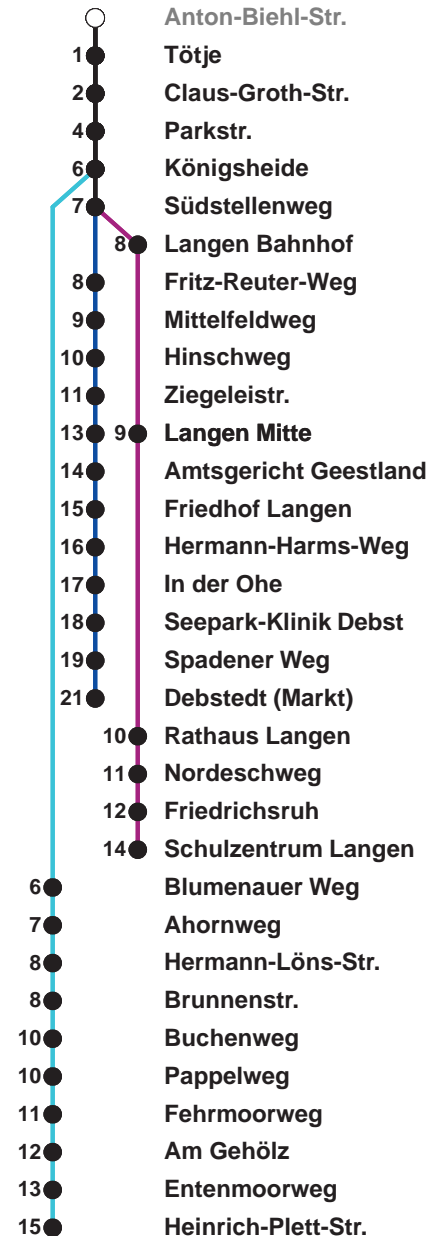 Anton-Biehl-Str.
1 Tötje
2 Claus-Groth-Str.
4 Parkstr.
6 Königsheide
7 Südstellenweg
8 Langen Bahnhof
8 Fritz-Reuter-Weg
9 Mittelfeldweg
10 Hinschweg
11 Ziegeleistr.
13 9 Langen Mitte
14 Amtsgericht Geestland
15 Friedhof Langen
16 Hermann-Harms-Weg
17 In der Ohe
18 Seepark-Klinik Debst
19 Spadener Weg
21 Debstedt (Markt)
10 Rathaus Langen
11 Nordeschweg
12 Friedrichsruh
14 Schulzentrum Langen
6 Blumenauer Weg
7 Ahornweg
8 Hermann-Löns-Str.
8 Brunnenstr.
10 Buchenweg
10 Pappelweg
11 Fehrmoorweg
12 Am Gehölz
13 Entenmoorweg
15 Heinrich-Plett-Str.